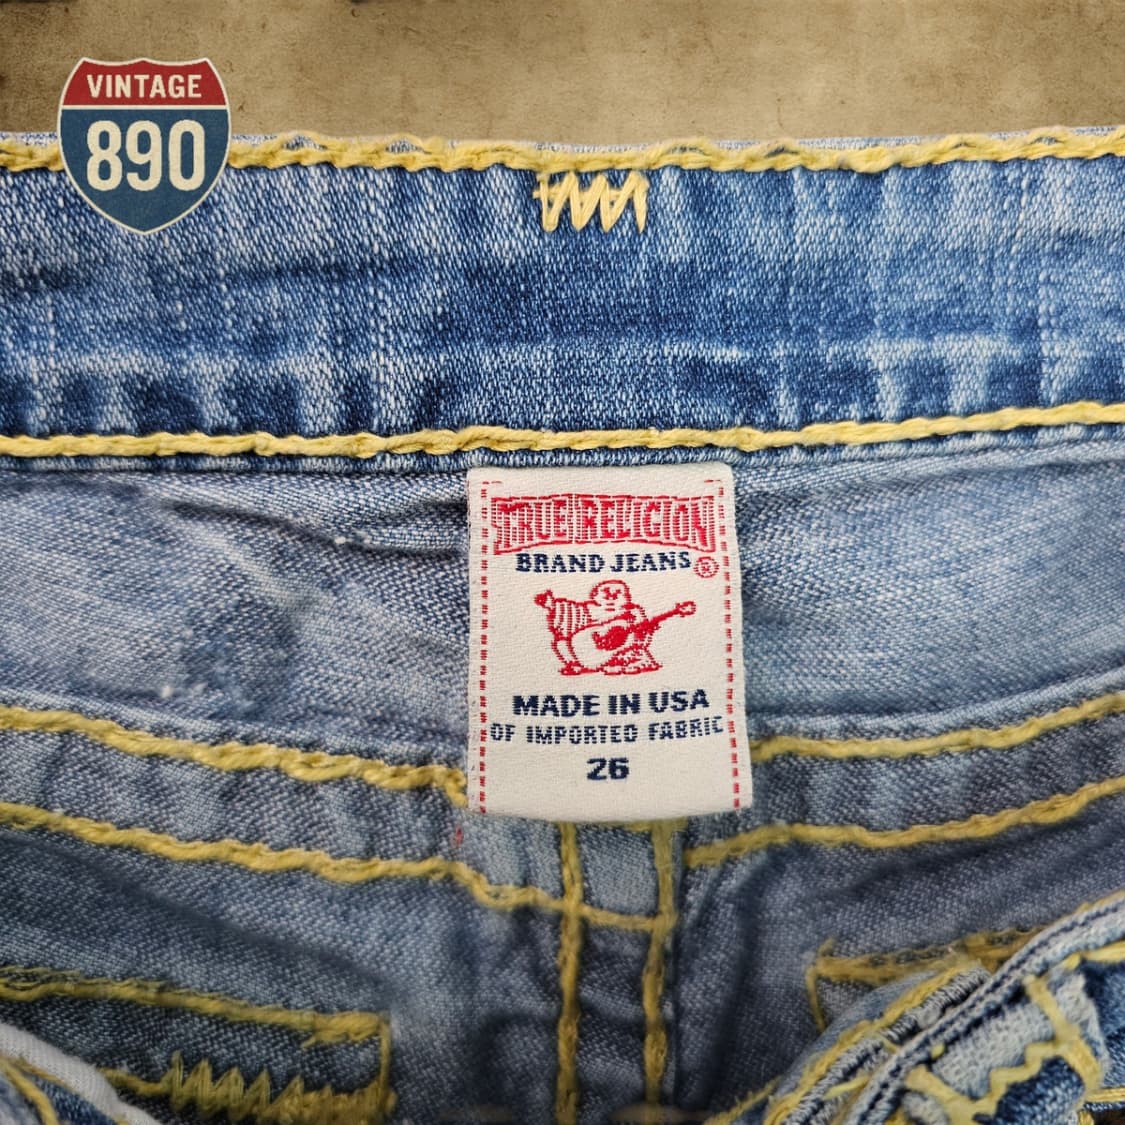 VINTAGE
890
TRUE RELIGION
BRAND JEANS ®
MADE IN USA
OF IMPORTED FABRIC
26